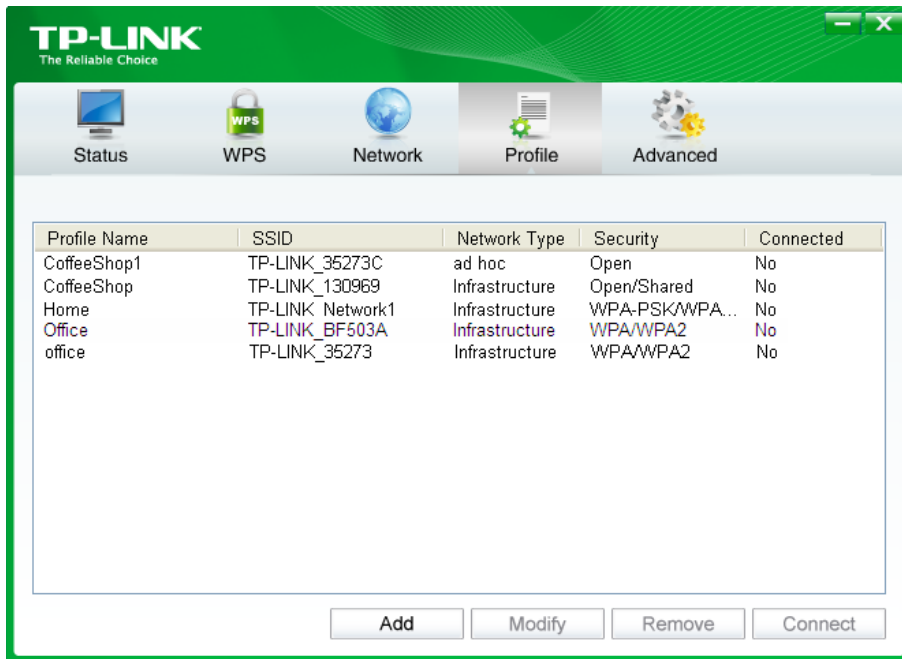 TP-LINK
The Reliable Choice
WPS
Status WPS Network Profile Advanced
Profile Name SSID Network Type Security Connected
CoffeeShop1 TP-LINK_35273C ad hoc Open No
CoffeeShop TP-LINK_130969 Infrastructure Open/Shared No
Home TP-LINK_Network1 Infrastructure WPA-PSK/WPA... No
Office TP-LINK_BF503A Infrastructure WPA/WPA2 No
office TP-LINK_35273 Infrastructure WPA/WPA2 No
Add Modify Remove Connect